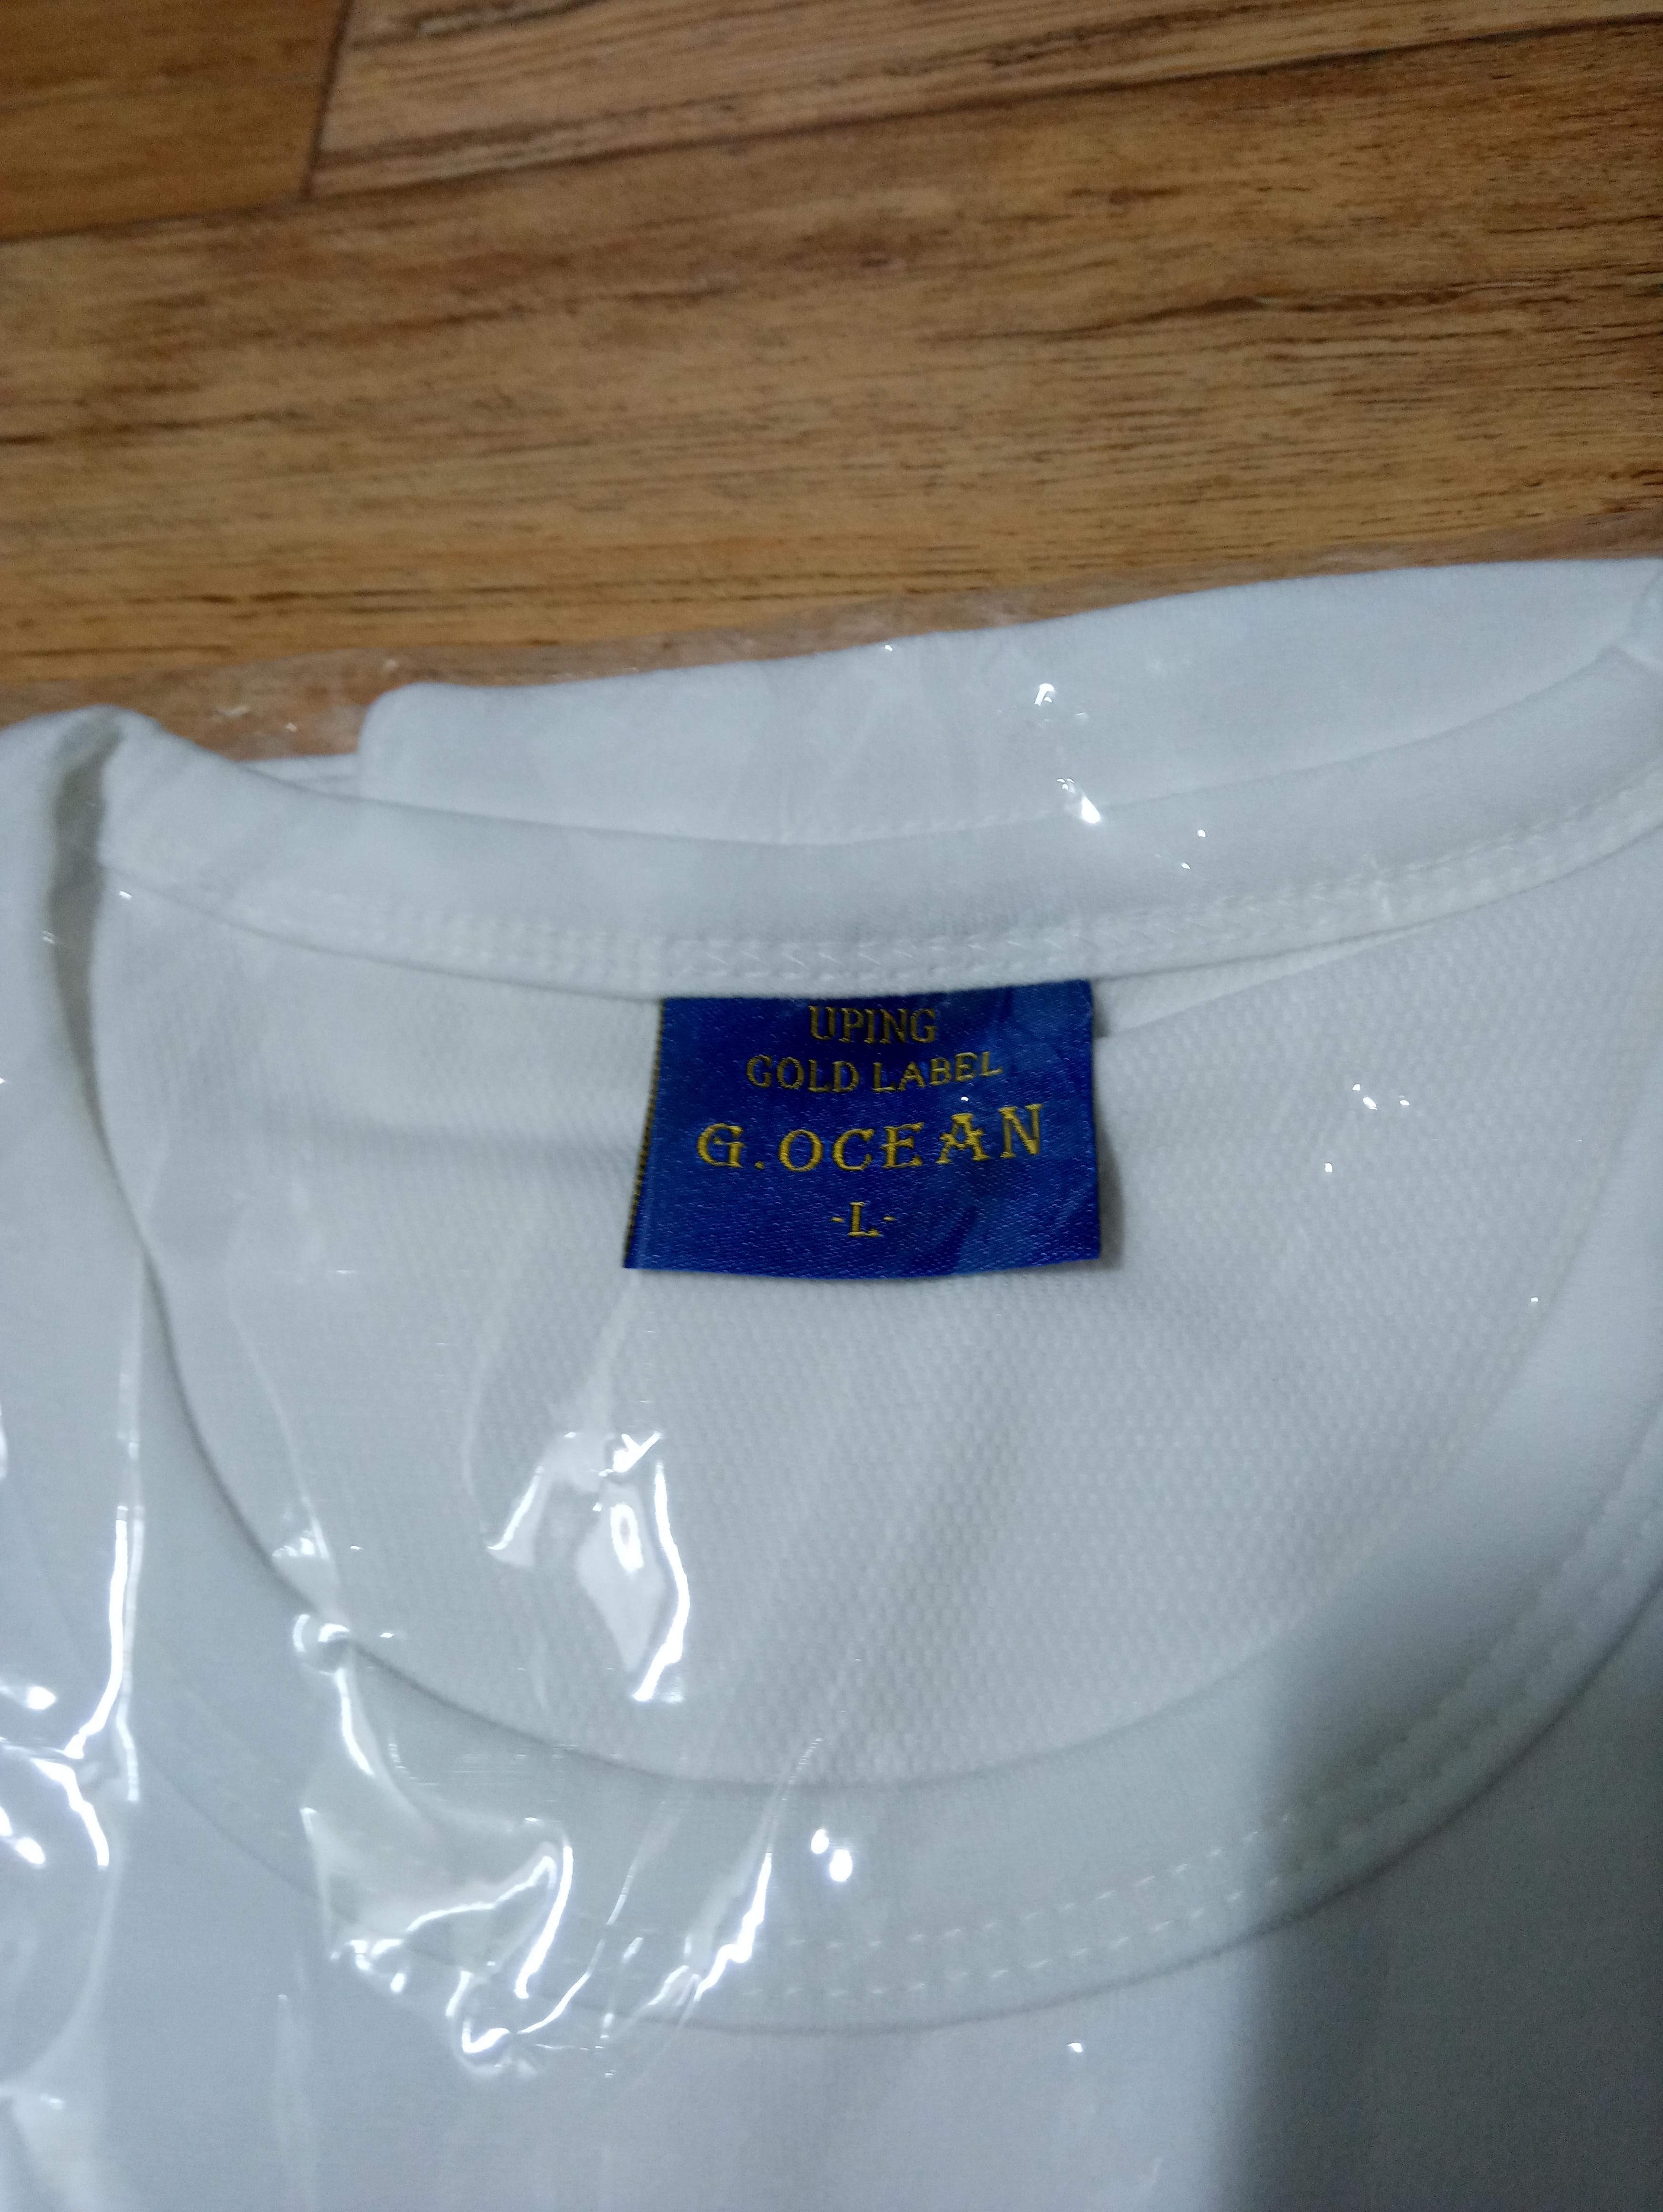 UPING
GOLD LABEL
G.OCEAN
-L-